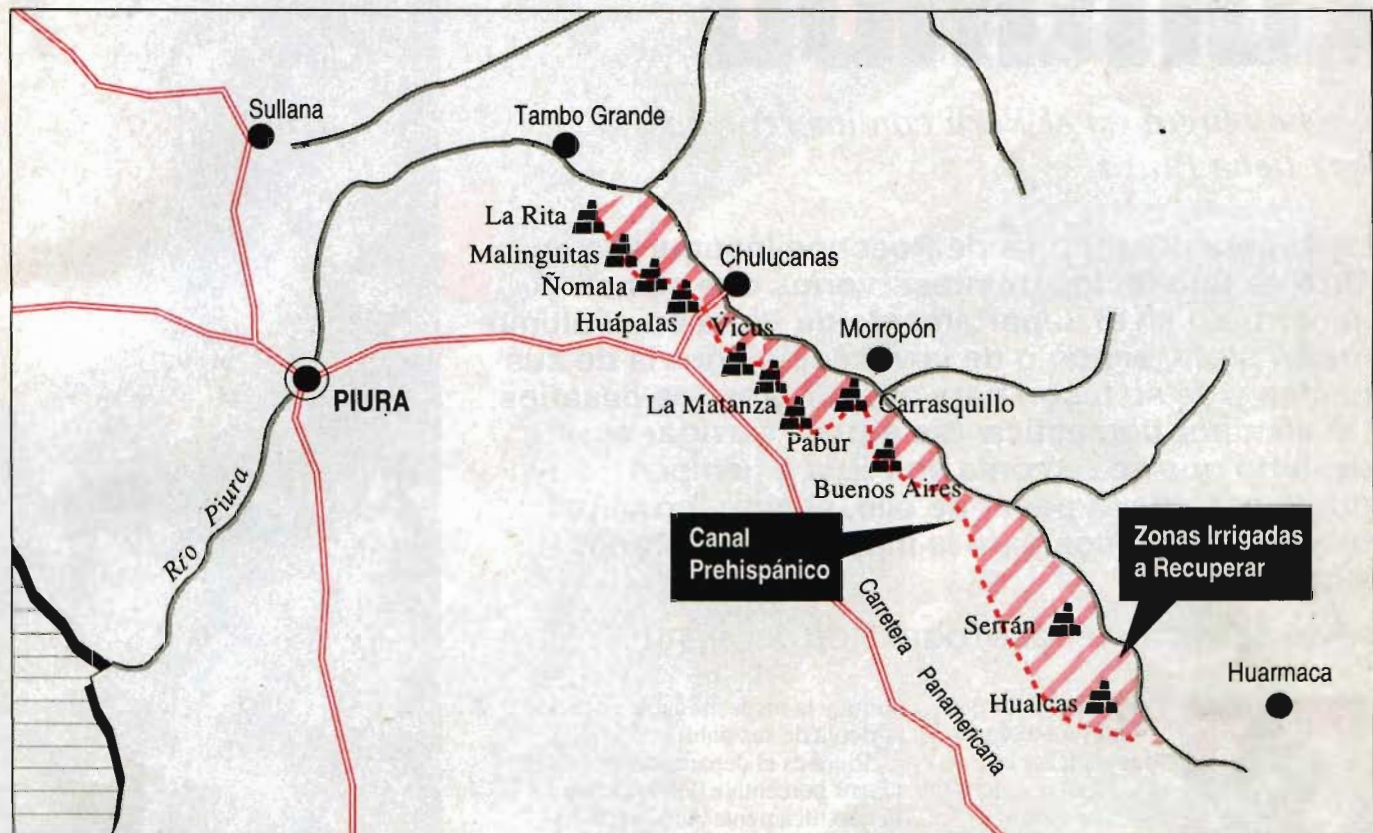 Sullana
Tambo Grande
La Rita
Malinguitas
Chulucanas
Ñomala
Huápalas
Vicus
Morropón
PIURA
La Matanza
Carrasquillo
Pabur
Buenos Aires
Río Piura
Canal
Prehispánico
Zonas Irrigadas
a Recuperar
Carretera Panamericana
Serrán
Huarmaca
Hualcas